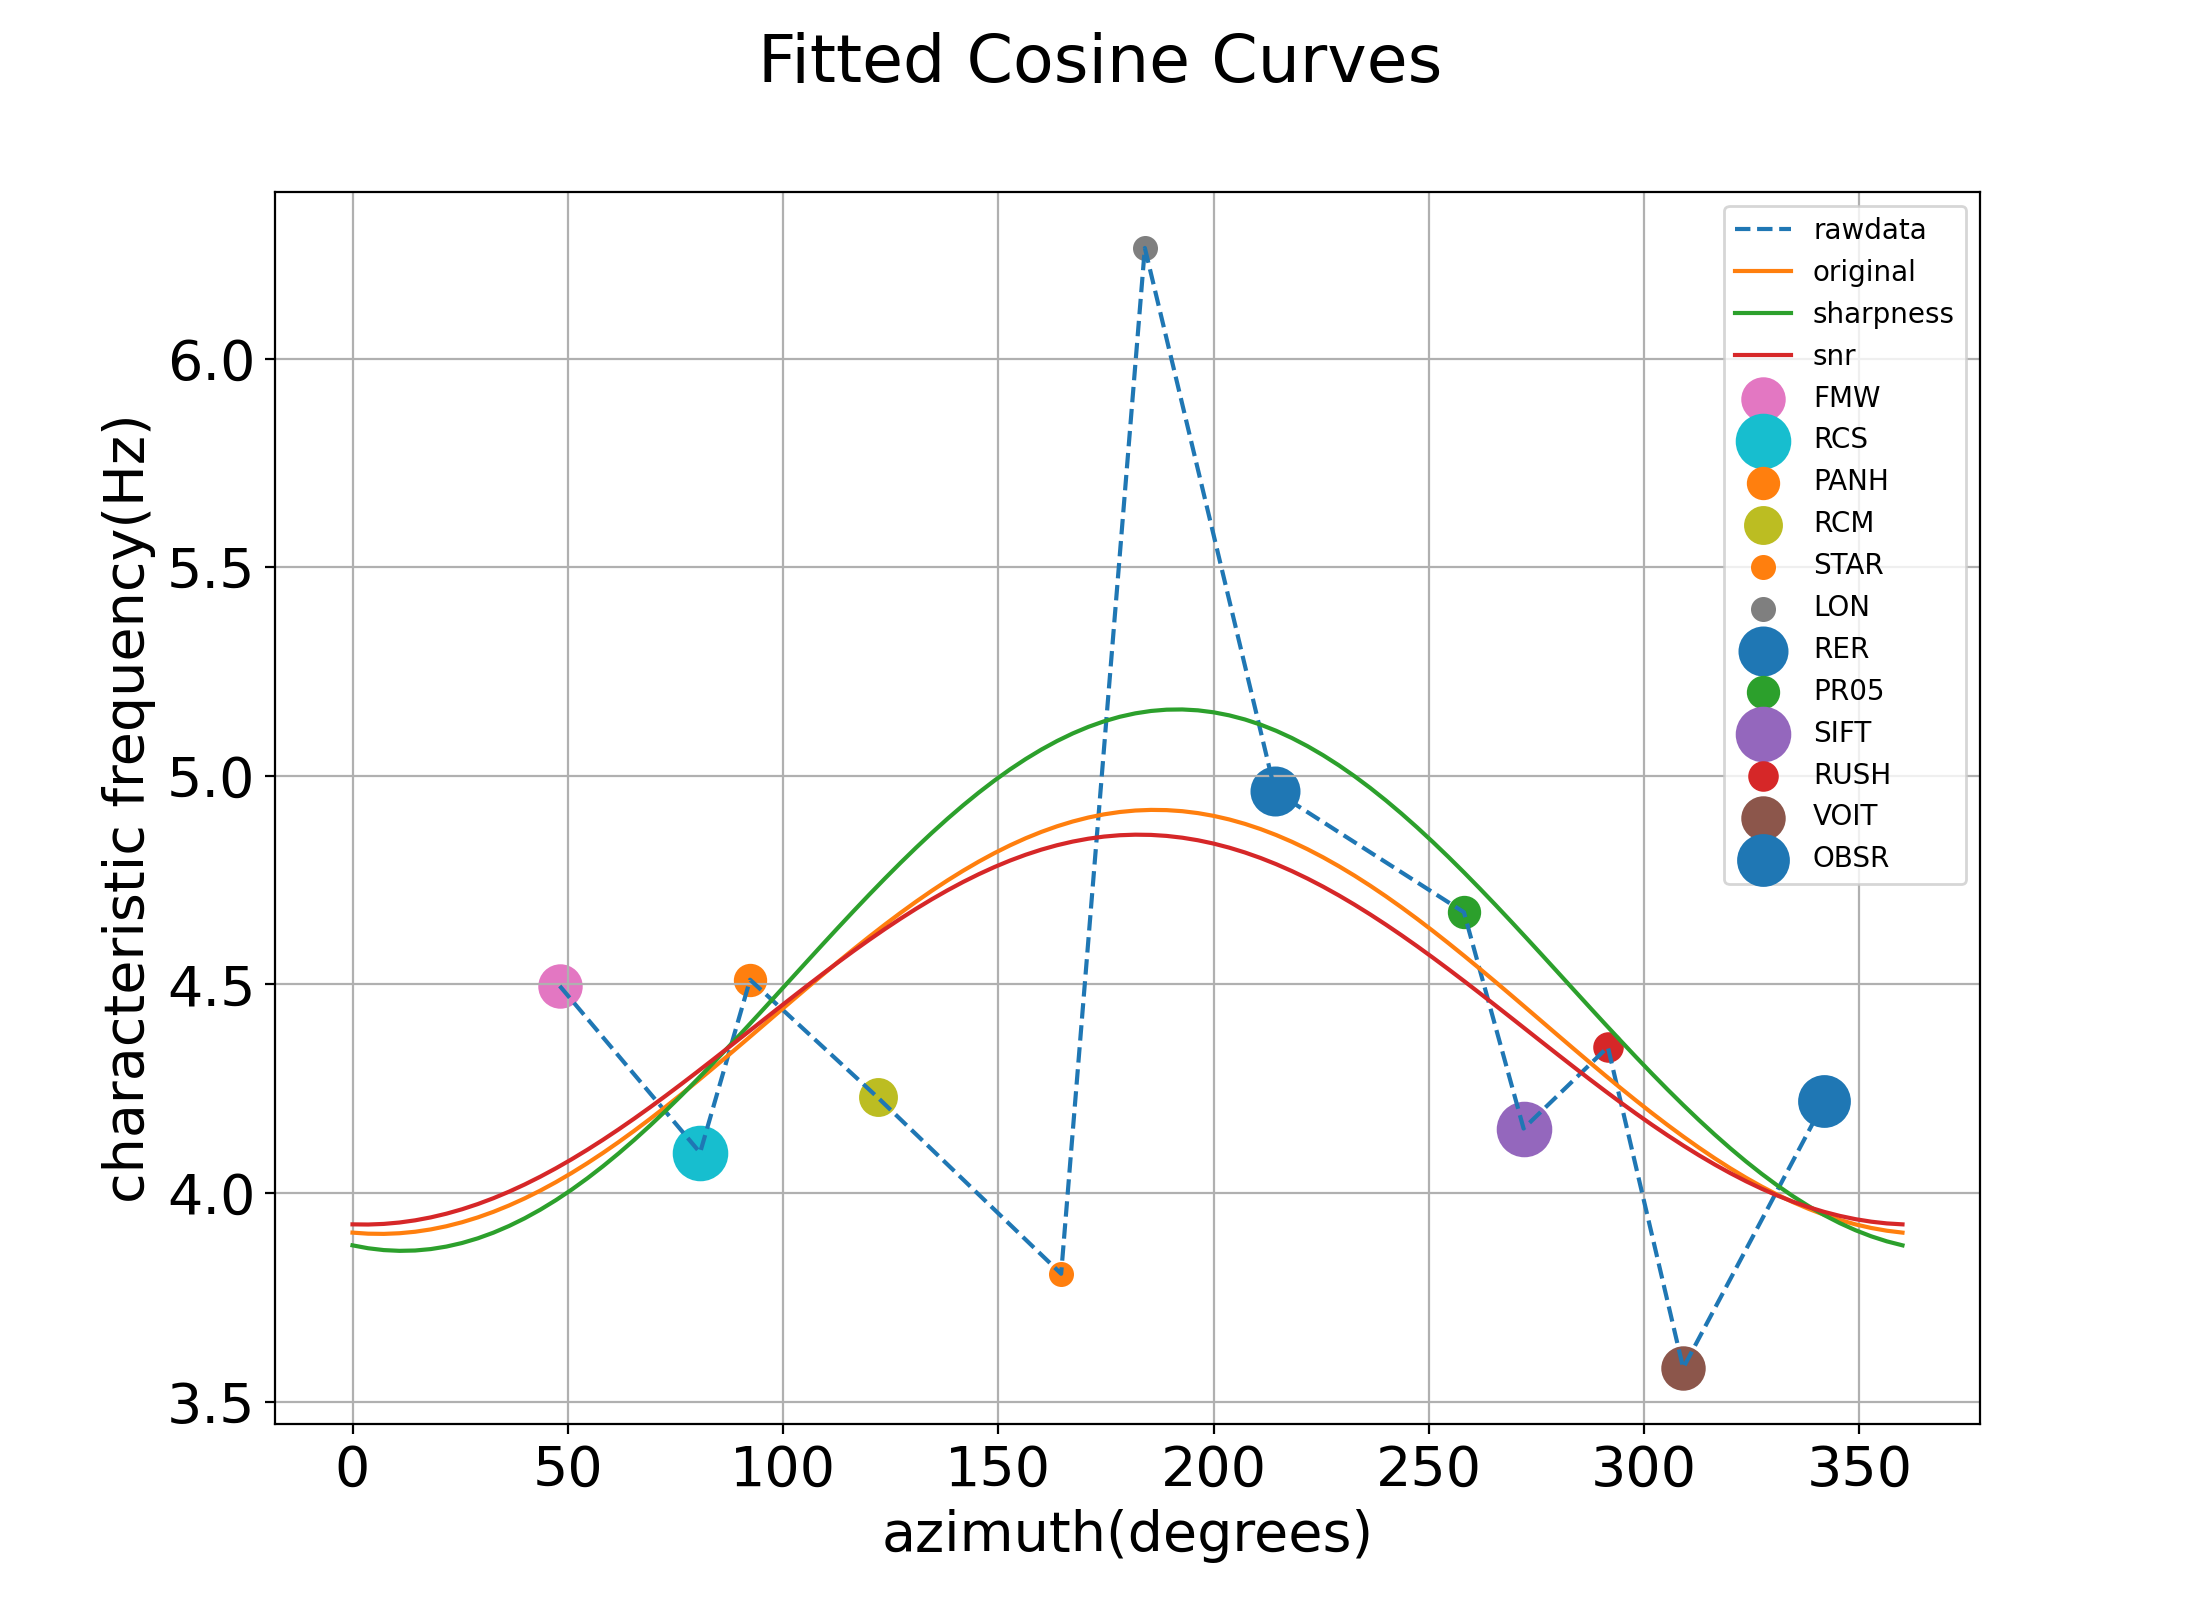 Fitted Cosine Curves
characteristic frequency(Hz)
6.0
5.5
5.0
4.5
4.0
3.5
0 50 100 150 200 250 300 350
azimuth(degrees)
rawdata
original
sharpness
snr
FMW
RCS
PANH
RCM
STAR
LON
RER
PR05
SIFT
RUSH
VOIT
OBSR